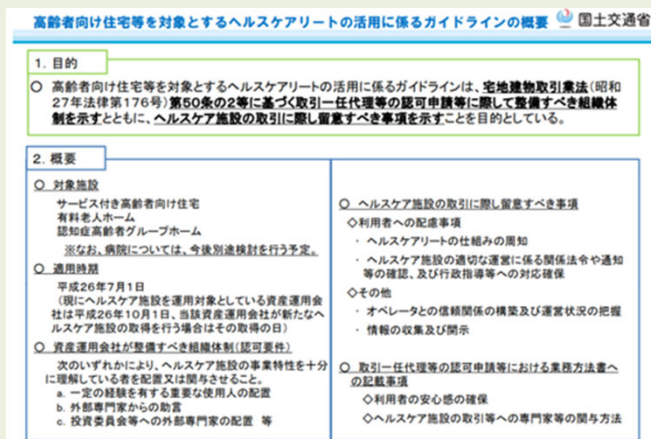 高齢者向け住宅等を対象とするヘルスケアリートの活用に係るガイドラインの概要
国土交通省
1. 目的
○ 高齢者向け住宅等を対象とするヘルスケアリートの活用に係るガイドラインは、宅地建物取引業法(昭和
27年法律第176号)第50条の2等に基づく取引一任代理等の認可申請等に際して整備すべき組織体
制を示すとともに、ヘルスケア施設の取引に際し留意すべき事項を示すことを目的としている。
2. 概要
○ 対象施設
サービス付き高齢者向け住宅
有料老人ホーム
認知症高齢者グループホーム
※なお、病院については、今後別途検討を行う予定。
○ 適用時期
平成26年7月1日
(現にヘルスケア施設を運用対象としている資産運用会
社は平成26年10月1日、当該資産運用会社が新たなヘ
ルスケア施設の取得を行う場合はその取得の日)
○ 資産運用会社が整備すべき組織体制(認可要件)
次のいずれかにより、ヘルスケア施設の事業特性を十分
に理解している者を配置又は関与させること。
a. 一定の経験を有する重要な使用人の配置
b. 外部専門家からの助言
c. 投資委員会等への外部専門家の配置 等
○ ヘルスケア施設の取引に際し留意すべき事項
◇利用者への配慮事項
・ ヘルスケアリートの仕組みの周知
・ ヘルスケア施設の適切な運営に係る関係法令や通知
等の確認、及び行政指導等への対応確保
◇その他
・ オペレータとの信頼関係の構築及び運営状況の把握
・ 情報の収集及び開示
○ 取引一任代理等の認可申請等における業務方法書へ
の記載事項
◇利用者の安心感の確保
◇ヘルスケア施設の取引等への専門家等の関与方法